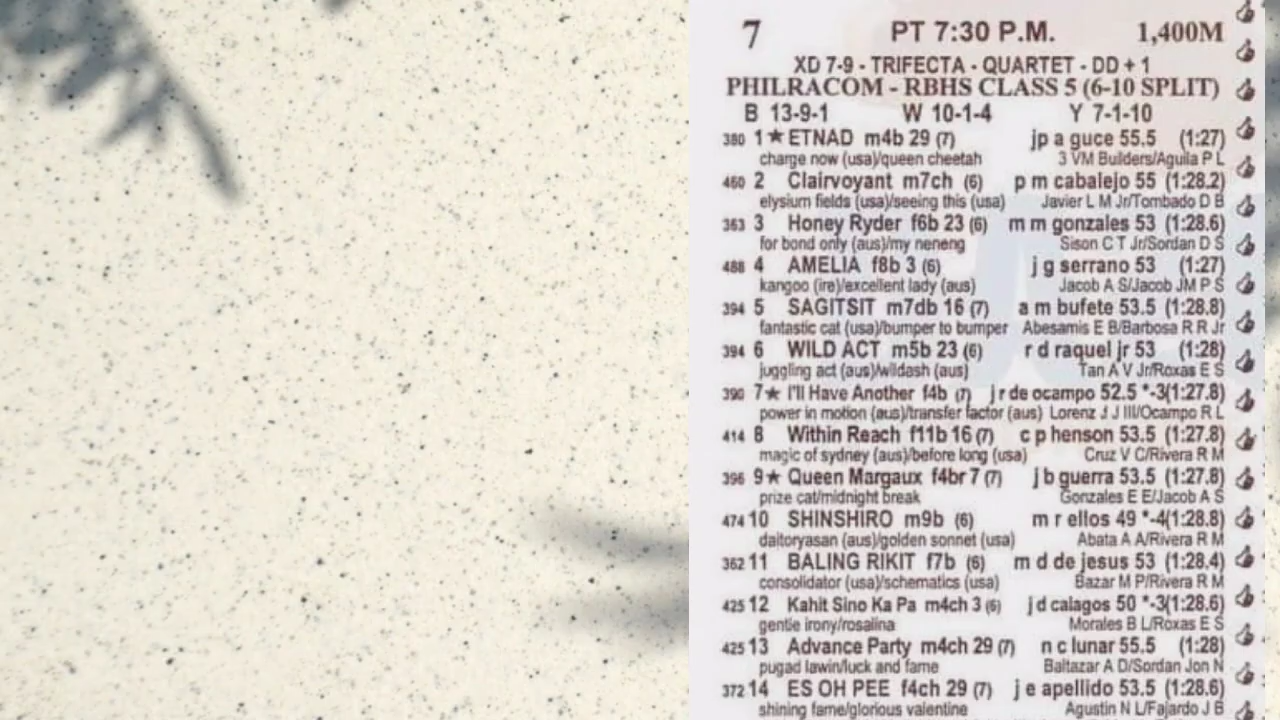 7 PT 7:30 P.M. 1,400M
XD 7-9 - TRIFECTA - QUARTET - DD + 1
PHILRACOM - RBHS CLASS 5 (6-10 SPLIT)
B 13-9-1 W 10-1-4 Y 7-1-10
380 1★ETNAD m4b 29 (7) jp a guce 55.5 (1:27)
charge now (usa)/queen cheetah 3 VM Builders/Aguila P L
460 2 Clairvoyant m7ch (6) p m cabalejo 55 (1:28.2)
elysium fields (usa)/seeing this (usa) Javier L M Jr/Tombado D B
363 3 Honey Ryder f6b 23 (6) m m gonzales 53 (1:28.6)
for bond only (aus)/my neneng Sison C T Jr/Sordan D S
488 4 AMELIA f8b 3 (6) j g serrano 53 (1:27)
kangoo (ire)/excellent lady (aus) Jacob A S/Jacob JM P S
394 5 SAGITSIT m7db 16 (7) a m bufete 53.5 (1:28.8)
fantastic cat (usa)/bumper to bumper Abesamis E B/Barbosa R R Jr
394 6 WILD ACT m5b 23 (6) r d raquel jr 53 (1:28)
juggling act (aus)/wildash (aus) Tan A V Jr/Roxas E S
390 7★ I'll Have Another f4b (7) j r de ocampo 52.5 *-3(1:27.8)
power in motion (aus)/transfer factor (aus) Lorenz J J III/Ocampo R L
414 8 Within Reach f11b 16 (7) c p henson 53.5 (1:27.8)
magic of sydney (aus)/before long (usa) Cruz V C/Rivera R M
396 9★ Queen Margaux f4br 7 (7) j b guerra 53.5 (1:27.8)
prize cat/midnight break Gonzales E E/Jacob A S
474 10 SHINSHIRO m9b (6) m r ellos 49 *-4(1:28.8)
daitoryasan (aus)/golden sonnet (usa) Abata A A/Rivera R M
362 11 BALING RIKIT f7b (6) m d de jesus 53 (1:28.4)
consolidator (usa)/schematics (usa) Bazar M P/Rivera R M
425 12 Kahit Sino Ka Pa m4ch 3 (6) j d calagos 50 *-3(1:28.6)
gentle irony/rosalina Morales B L/Roxas E S
425 13 Advance Party m4ch 29 (7) n c lunar 55.5 (1:28)
pugad lawin/luck and fame Baltazar A D/Sordan Jon N
372 14 ES OH PEE f4ch 29 (7) j e apellido 53.5 (1:28.6)
shining fame/glorious valentine Agustin N L/Fajardo J B